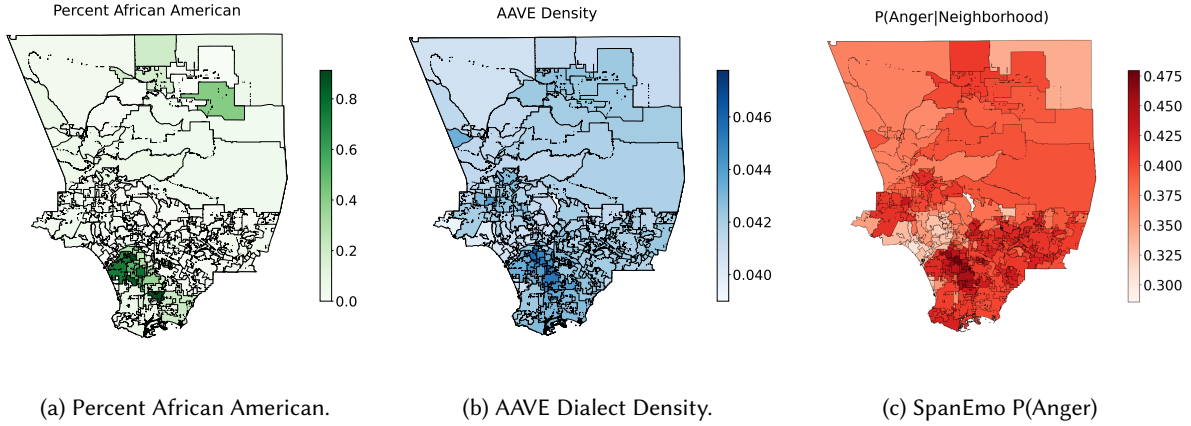 Percent African American
0.8
0.6
0.4
0.2
0.0
(a) Percent African American.
AAVE Density
0.046
0.044
0.042
0.040
(b) AAVE Dialect Density.
P(Anger|Neighborhood)
0.475
0.450
0.425
0.400
0.375
0.350
0.325
0.300
(c) SpanEmo P(Anger)